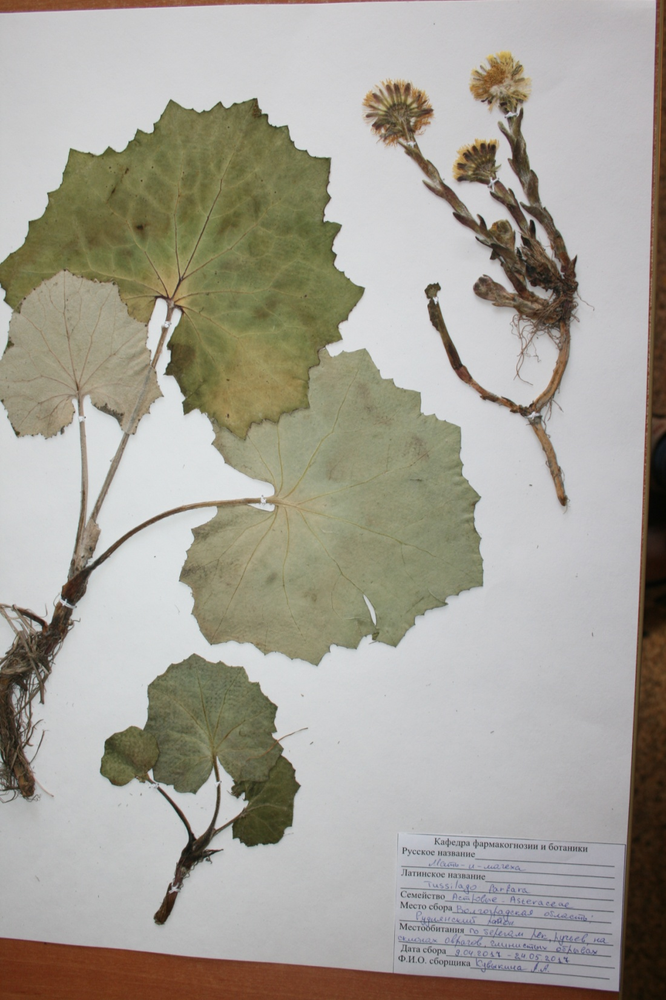 Кафедра фармакогнозии и ботаники
Русское название
Мать-и-мачеха
Латинское название
Tussilago farfara
Семейство Астровые - Asteraceae
Место сбора Волгоградская область;
Руднянский район
Местообитания по берегам рек, ручьев, на
склонах оврагов, глинистых обрывах
Дата сбора 9.04.2017 - 24.05.2017
Ф.И.О. сборщика Кувыкина А.А.